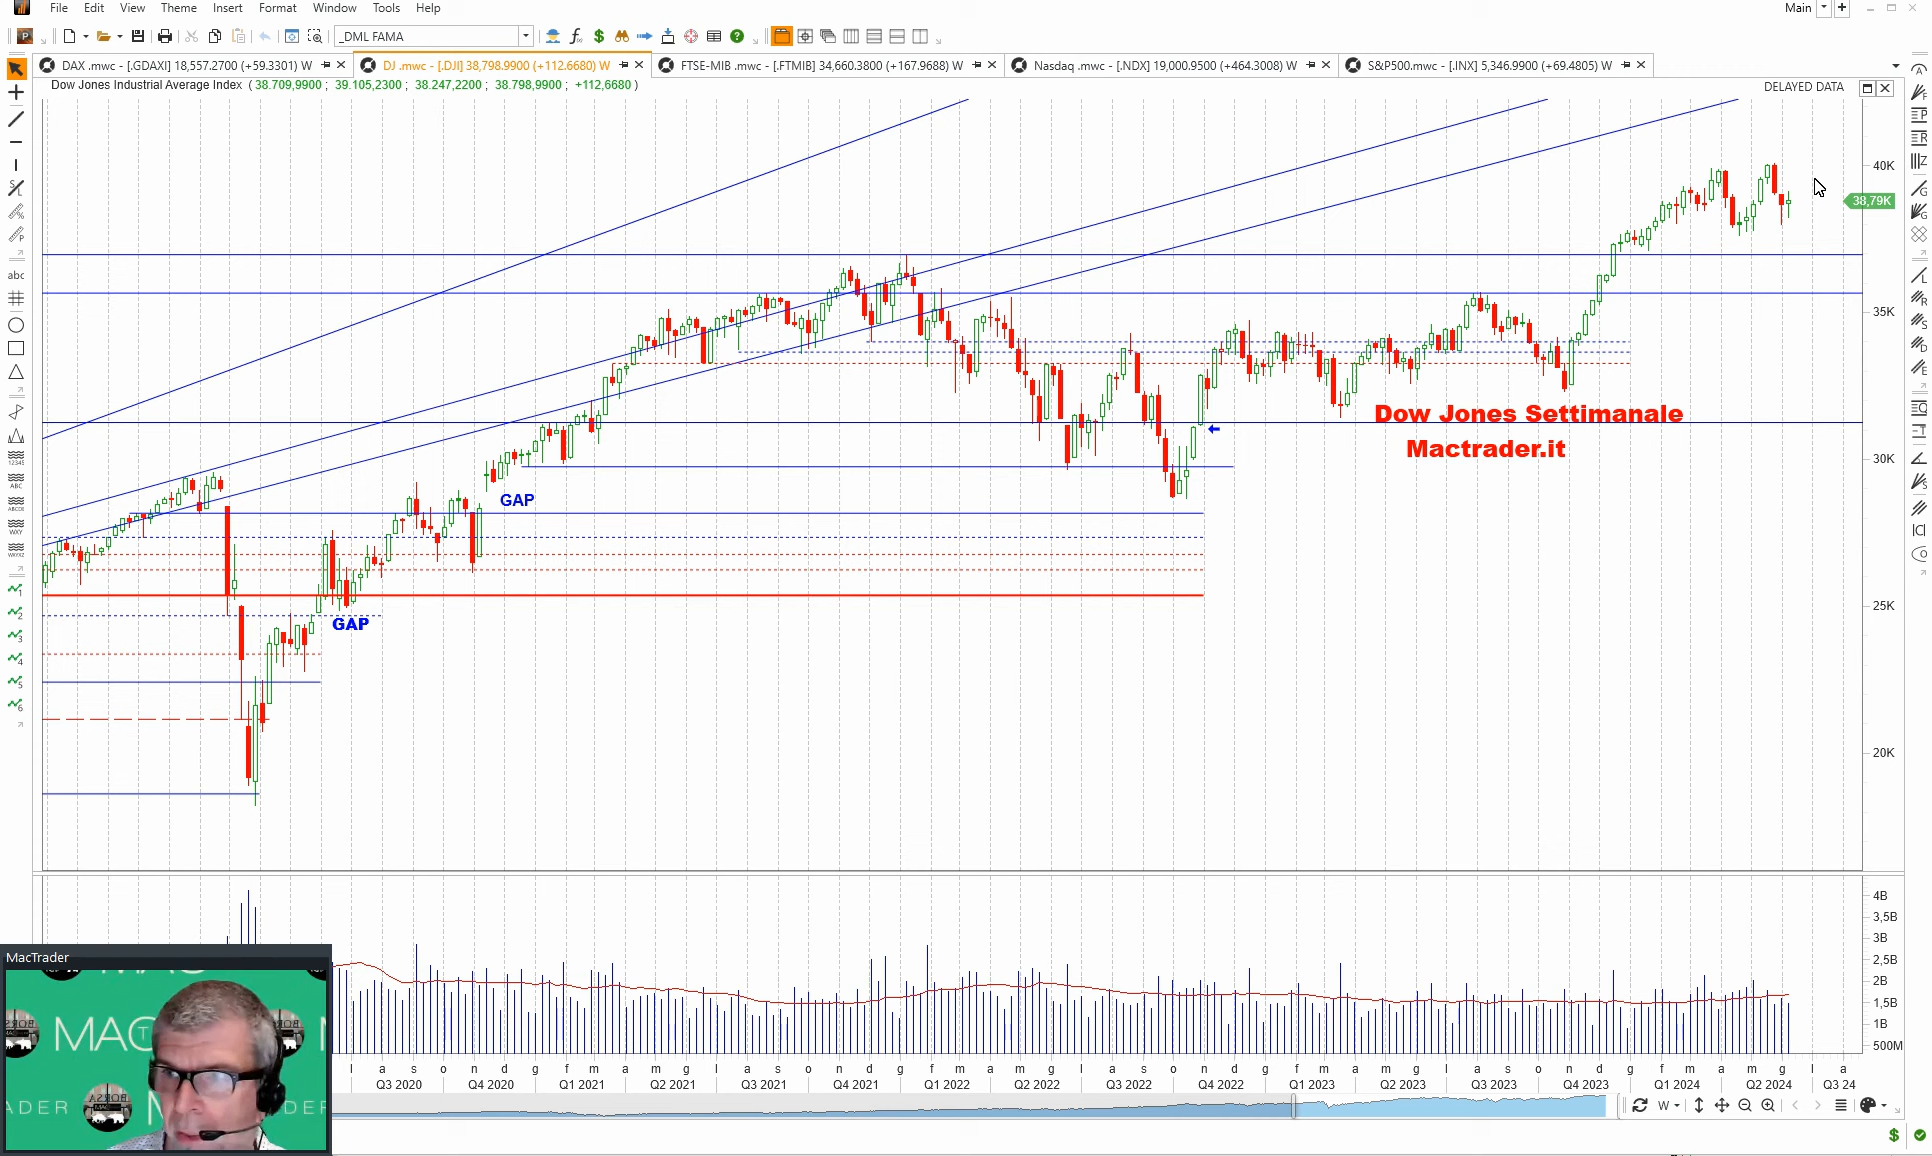 File Edit View Theme Insert Format Window Tools Help
Main
_DML FAMA
DAX .mwc - [.GDAXI] 18,557.2700 (+59.3301) W
DJ .mwc - [.DJI] 38,798.9900 (+112.6680) W
FTSE-MIB .mwc - [.FTMIB] 34,660.3800 (+167.9688) W
Nasdaq .mwc - [.NDX] 19,000.9500 (+464.3008) W
S&P500.mwc - [.INX] 5,346.9900 (+69.4805) W
Dow Jones Industrial Average Index ( 38.709,9900 ; 39.105,2300 ; 38.247,2200 ; 38.798,9900 ; +112,6680 )
DELAYED DATA
40K
38,79K
35K
30K
25K
20K
abc
Dow Jones Settimanale
Mactrader.it
GAP
GAP
4B
3,5B
3B
2,5B
2B
1,5B
1B
500M
MacTrader
MAC
ADER
l a s o n d g f m a m g l a s o n d g f m a m g l a s o n d g f m a m g l a s o n d g f m a m g l a
Q3 2020 Q4 2020 Q1 2021 Q2 2021 Q3 2021 Q4 2021 Q1 2022 Q2 2022 Q3 2022 Q4 2022 Q1 2023 Q2 2023 Q3 2023 Q4 2023 Q1 2024 Q2 2024 Q3 24
W